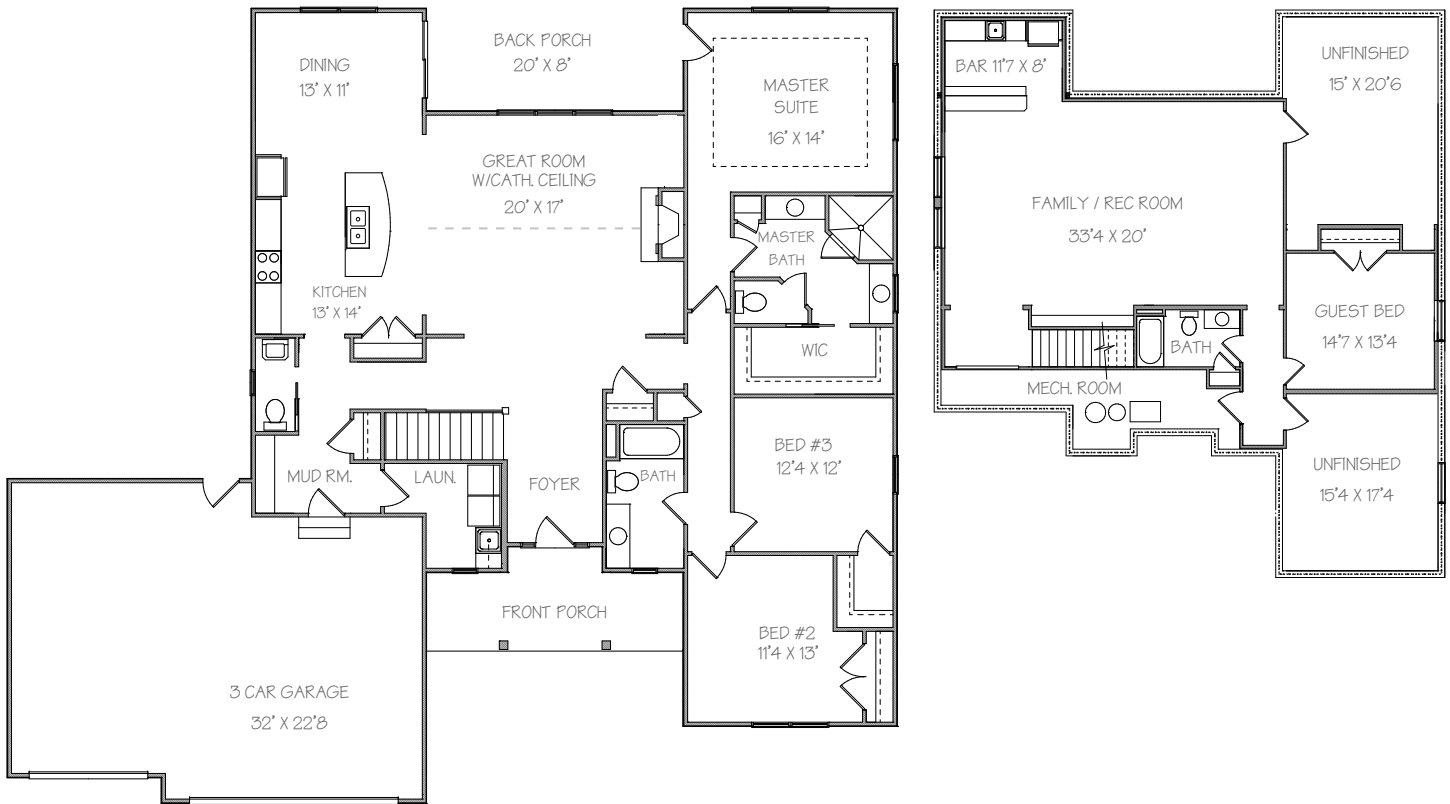 DINING
13' X 11'
BACK PORCH
20' X 8'
MASTER
SUITE
16' X 14'
GREAT ROOM
W/CATH. CEILING
20' X 17'
KITCHEN
13' X 14'
MASTER
BATH
WIC
MUD RM.
LAUN.
FOYER
BATH
BED #3
12'4 X 12'
FRONT PORCH
BED #2
11'4 X 13'
3 CAR GARAGE
32' X 22'8
BAR 11'7 X 8'
UNFINISHED
15' X 20'6
FAMILY / REC ROOM
33'4 X 20'
GUEST BED
14'7 X 13'4
BATH
MECH. ROOM
UNFINISHED
15'4 X 17'4